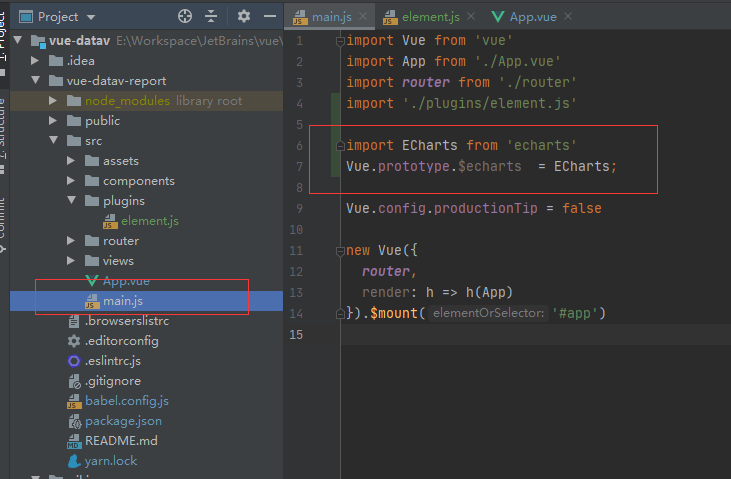 Project
main.js
element.js
App.vue
Project
vue-datav E:\Workspace\JetBrains\vue\
.idea
vue-datav-report
node_modules library root
public
src
assets
components
plugins
element.js
router
views
App.vue
main.js
.browserslistrc
.editorconfig
.eslintrc.js
.gitignore
babel.config.js
package.json
README.md
yarn.lock
Z: Structure
1 import Vue from 'vue'
2 import App from './App.vue'
3 import router from './router'
4 import './plugins/element.js'
5
6 import ECharts from 'echarts'
7 Vue.prototype.$echarts  = ECharts;
8
9 Vue.config.productionTip = false
10
11 new Vue({
12   router,
13   render: h => h(App)
14 }).$mount( elementOrSelector: '#app')
15